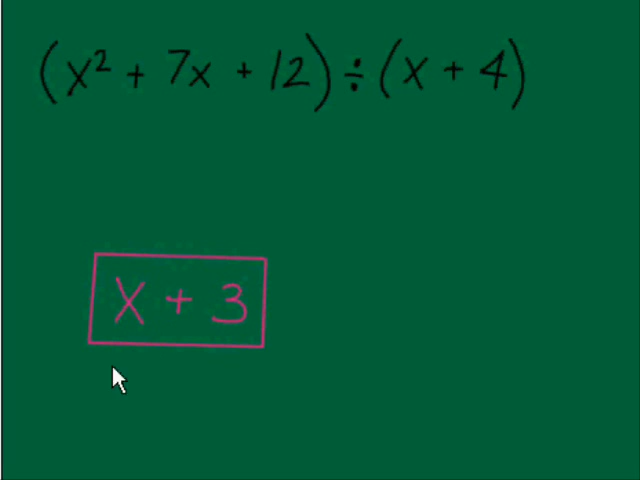 (x² + 7x + 12) ÷ (x + 4)
x + 3